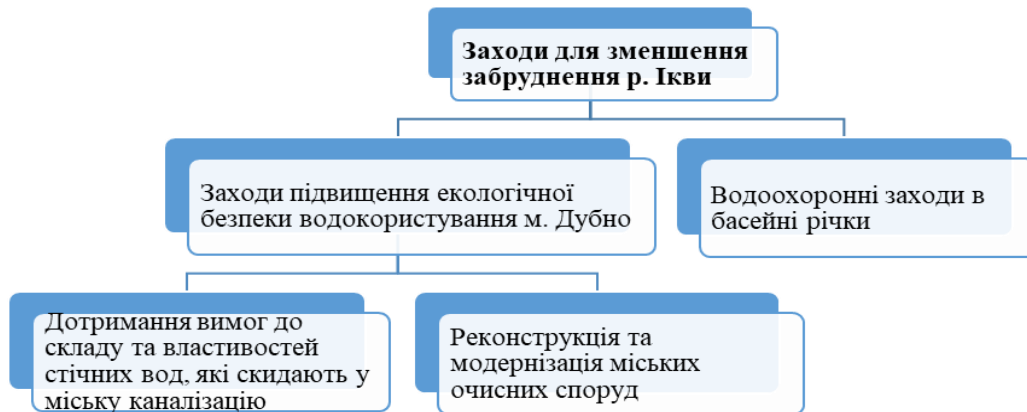 Заходи для зменшення
забруднення р. Ікви
Заходи підвищення екологічної
безпеки водокористування м. Дубно
Водоохоронні заходи в
басейні річки
Дотримання вимог до
складу та властивостей
стічних вод, які скидають у
міську каналізацію
Реконструкція та
модернізація міських
очисних споруд